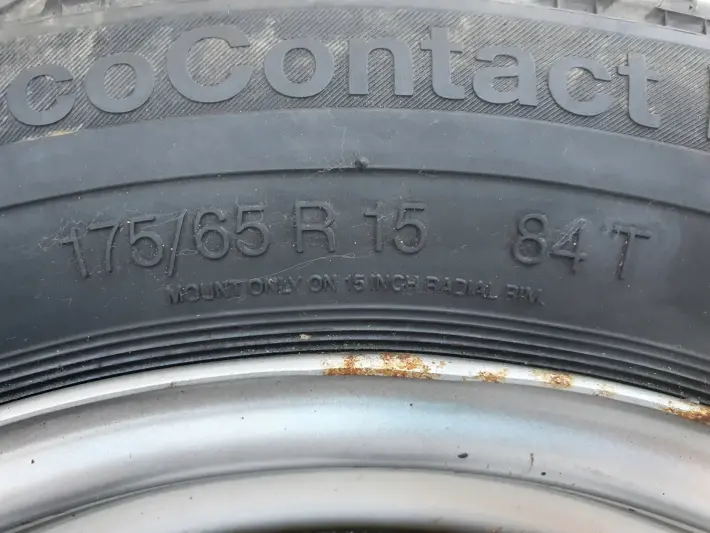 coContact
175/65 R 15 84 T
MOUNT ONLY ON 15 INCH RADIAL RIM.